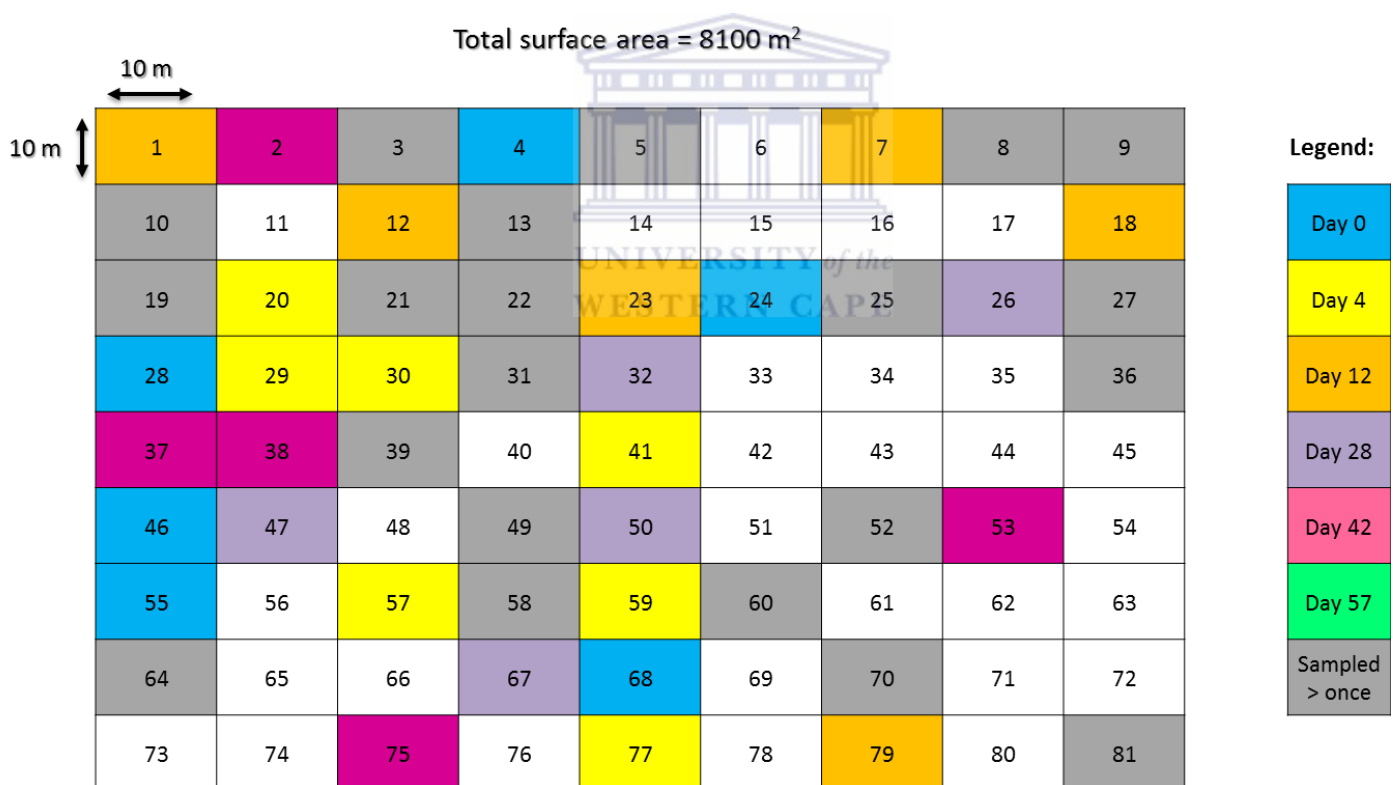 Total surface area = 8100 m²
10 m
10 m
1 2 3 4 5 6 7 8 9
Legend:
10 11 12 13 14 15 16 17 18
Day 0
UNIVERSITY of the
19 20 21 22 23 24 25 26 27
Day 4
WESTERN CAPE
28 29 30 31 32 33 34 35 36
Day 12
37 38 39 40 41 42 43 44 45
Day 28
46 47 48 49 50 51 52 53 54
Day 42
55 56 57 58 59 60 61 62 63
Day 57
64 65 66 67 68 69 70 71 72
Sampled
> once
73 74 75 76 77 78 79 80 81